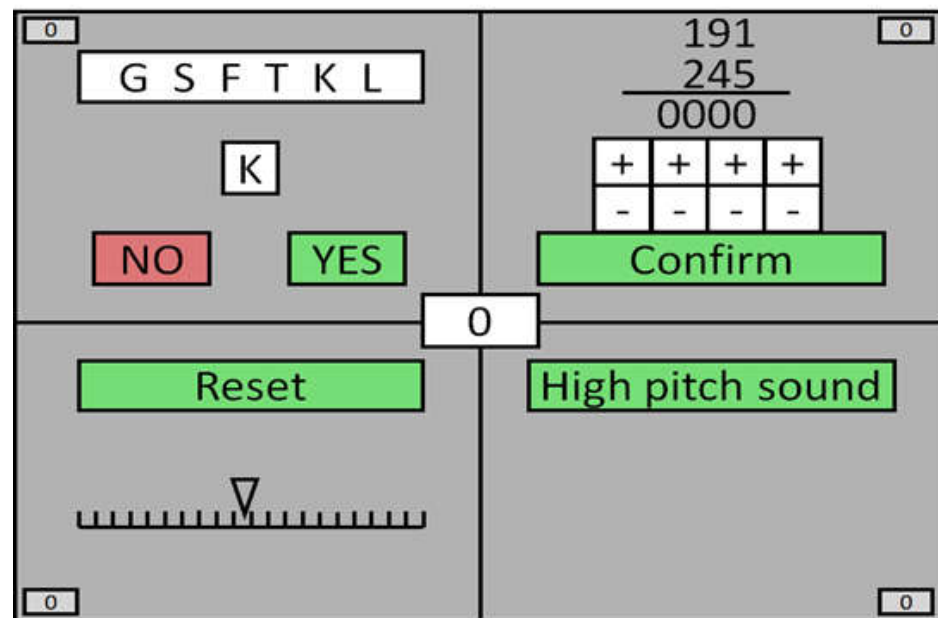 0
G S F T K L
K
NO YES
0
191
245
0000
+ + + +
- - - -
Confirm
0
Reset
0
High pitch sound
0